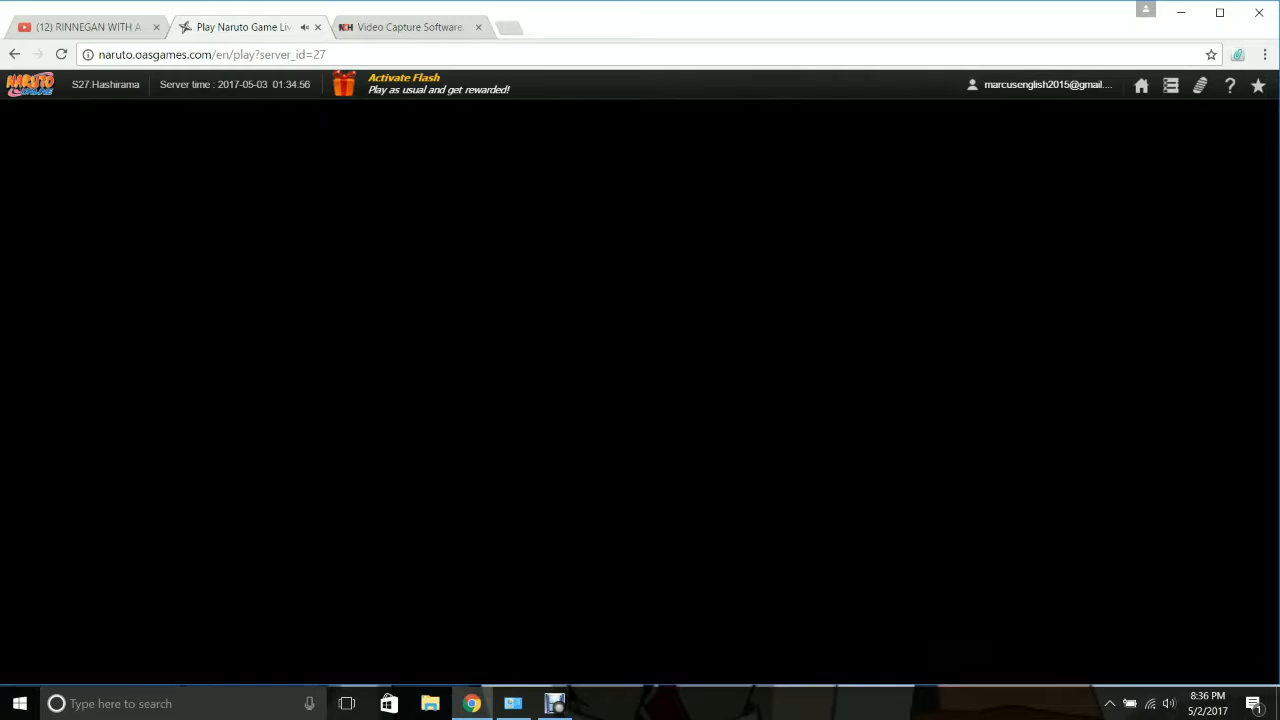 (12) RINNEGAN WITH A
Play Naruto Game Liv
Video Capture Software.
naruto.oasgames.com/en/play?server_id=27
NARUTO
ONLINE
S27.Hashirama
Server time : 2017-05-03 01:34:56
Activate Flash
Play as usual and get rewarded!
marcusenglish2015@gmail....
Type here to search
8:36 PM
5/2/2017